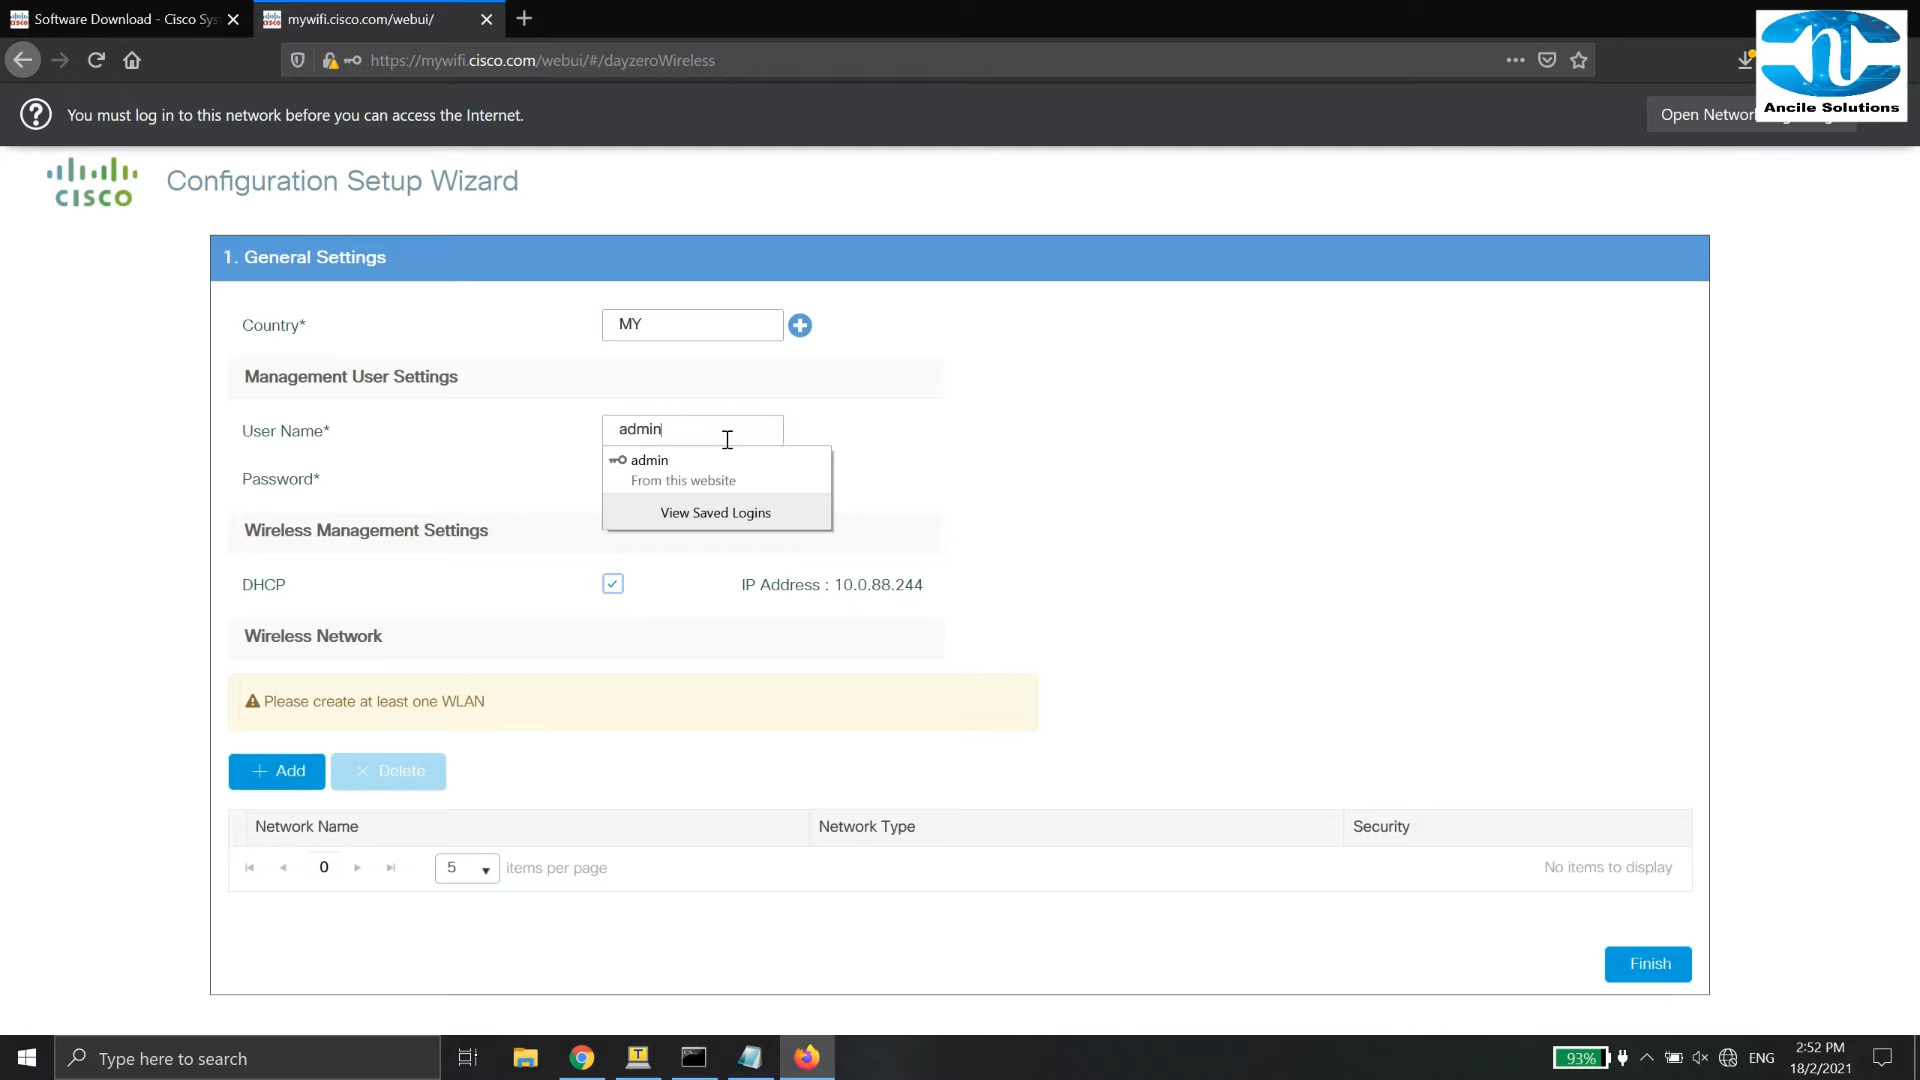 Software Download - Cisco Sys
mywifi.cisco.com/webui/
https://mywifi.cisco.com/webui/#/dayzeroWireless
You must log in to this network before you can access the Internet.
Open Networ
Ancile Solutions
CISCO
Configuration Setup Wizard
1. General Settings
Country*
MY
Management User Settings
User Name*
admin
admin
From this website
View Saved Logins
Password*
Wireless Management Settings
DHCP
IP Address : 10.0.88.244
Wireless Network
Please create at least one WLAN
Add
Delete
Network Name
Network Type
Security
0
5
items per page
No items to display
Finish
Type here to search
T
93%
ENG
2:52 PM
18/2/2021